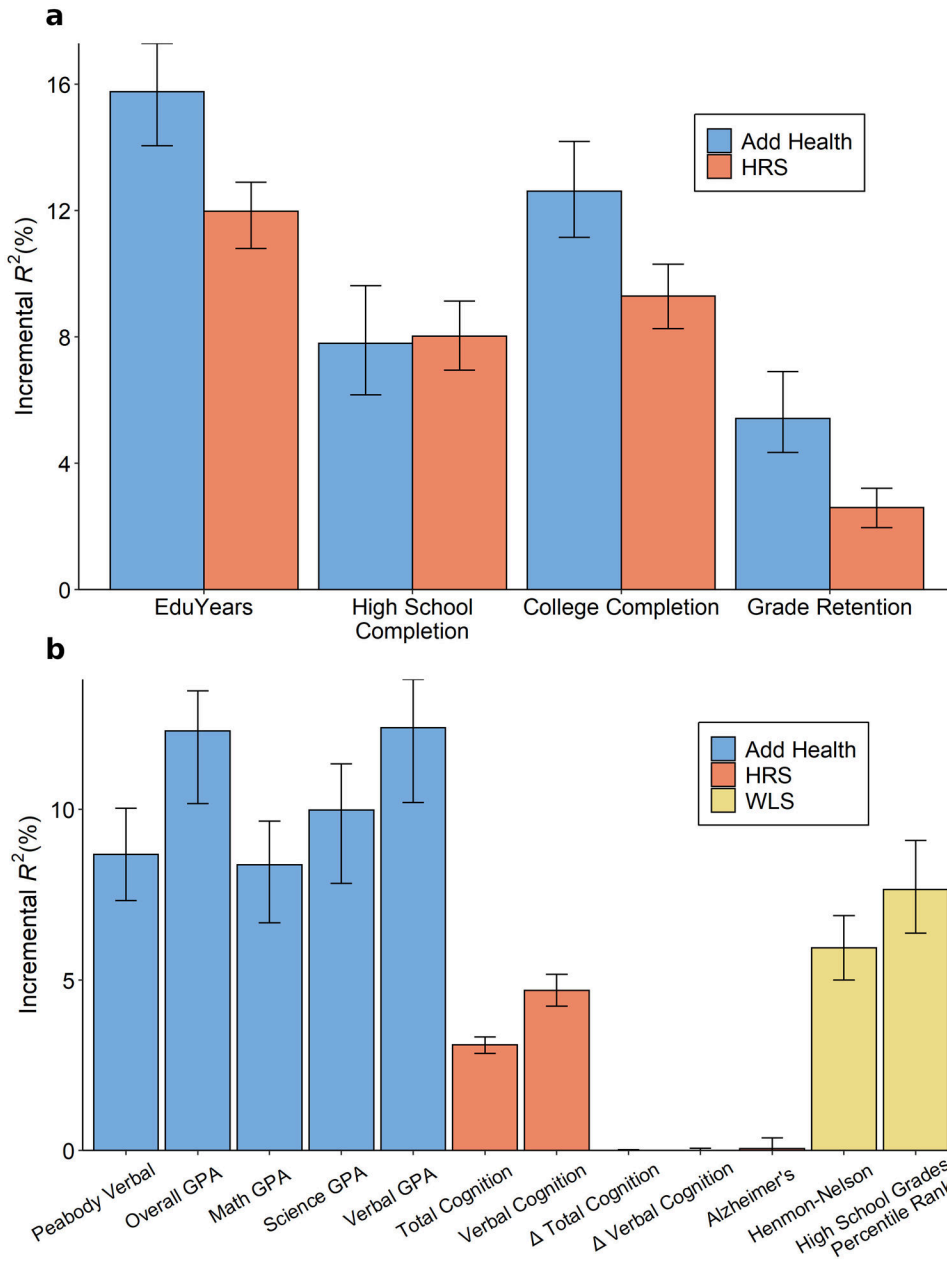 a
16
12
8
4
0
Incremental R²(%)
Add Health
HRS
EduYears
High School
Completion
College Completion
Grade Retention
b
10
5
0
Incremental R²(%)
Add Health
HRS
WLS
Peabody Verbal
Overall GPA
Math GPA
Science GPA
Verbal GPA
Total Cognition
Verbal Cognition
Δ Total Cognition
Δ Verbal Cognition
Alzheimer's
Henmon-Nelson
High School Grades
Percentile Rank